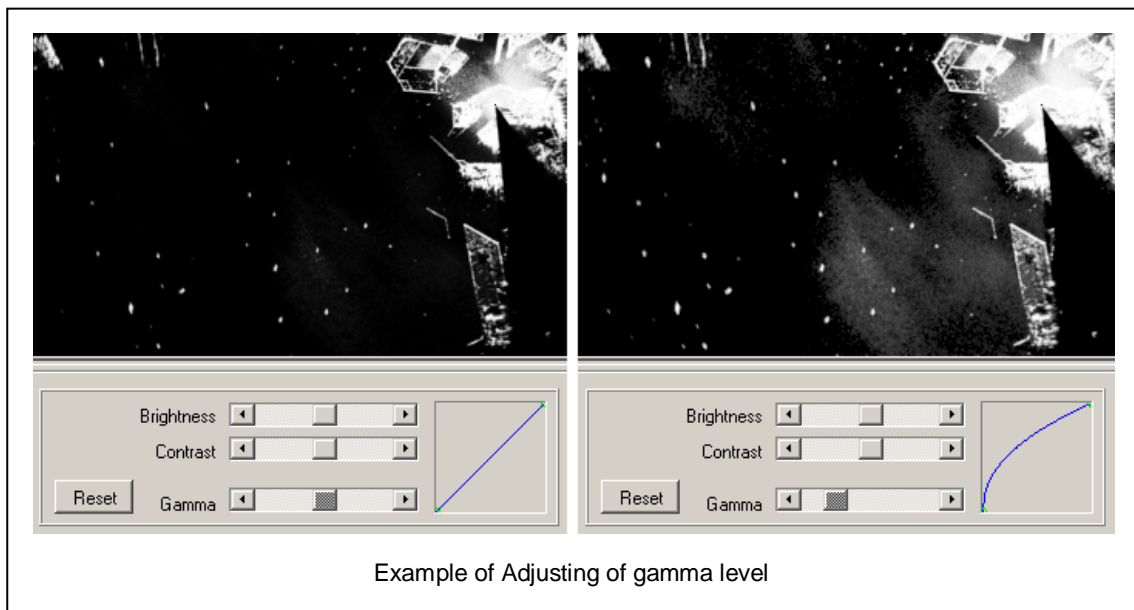 Brightness
Contrast
Reset
Gamma
Brightness
Contrast
Reset
Gamma
Example of Adjusting of gamma level